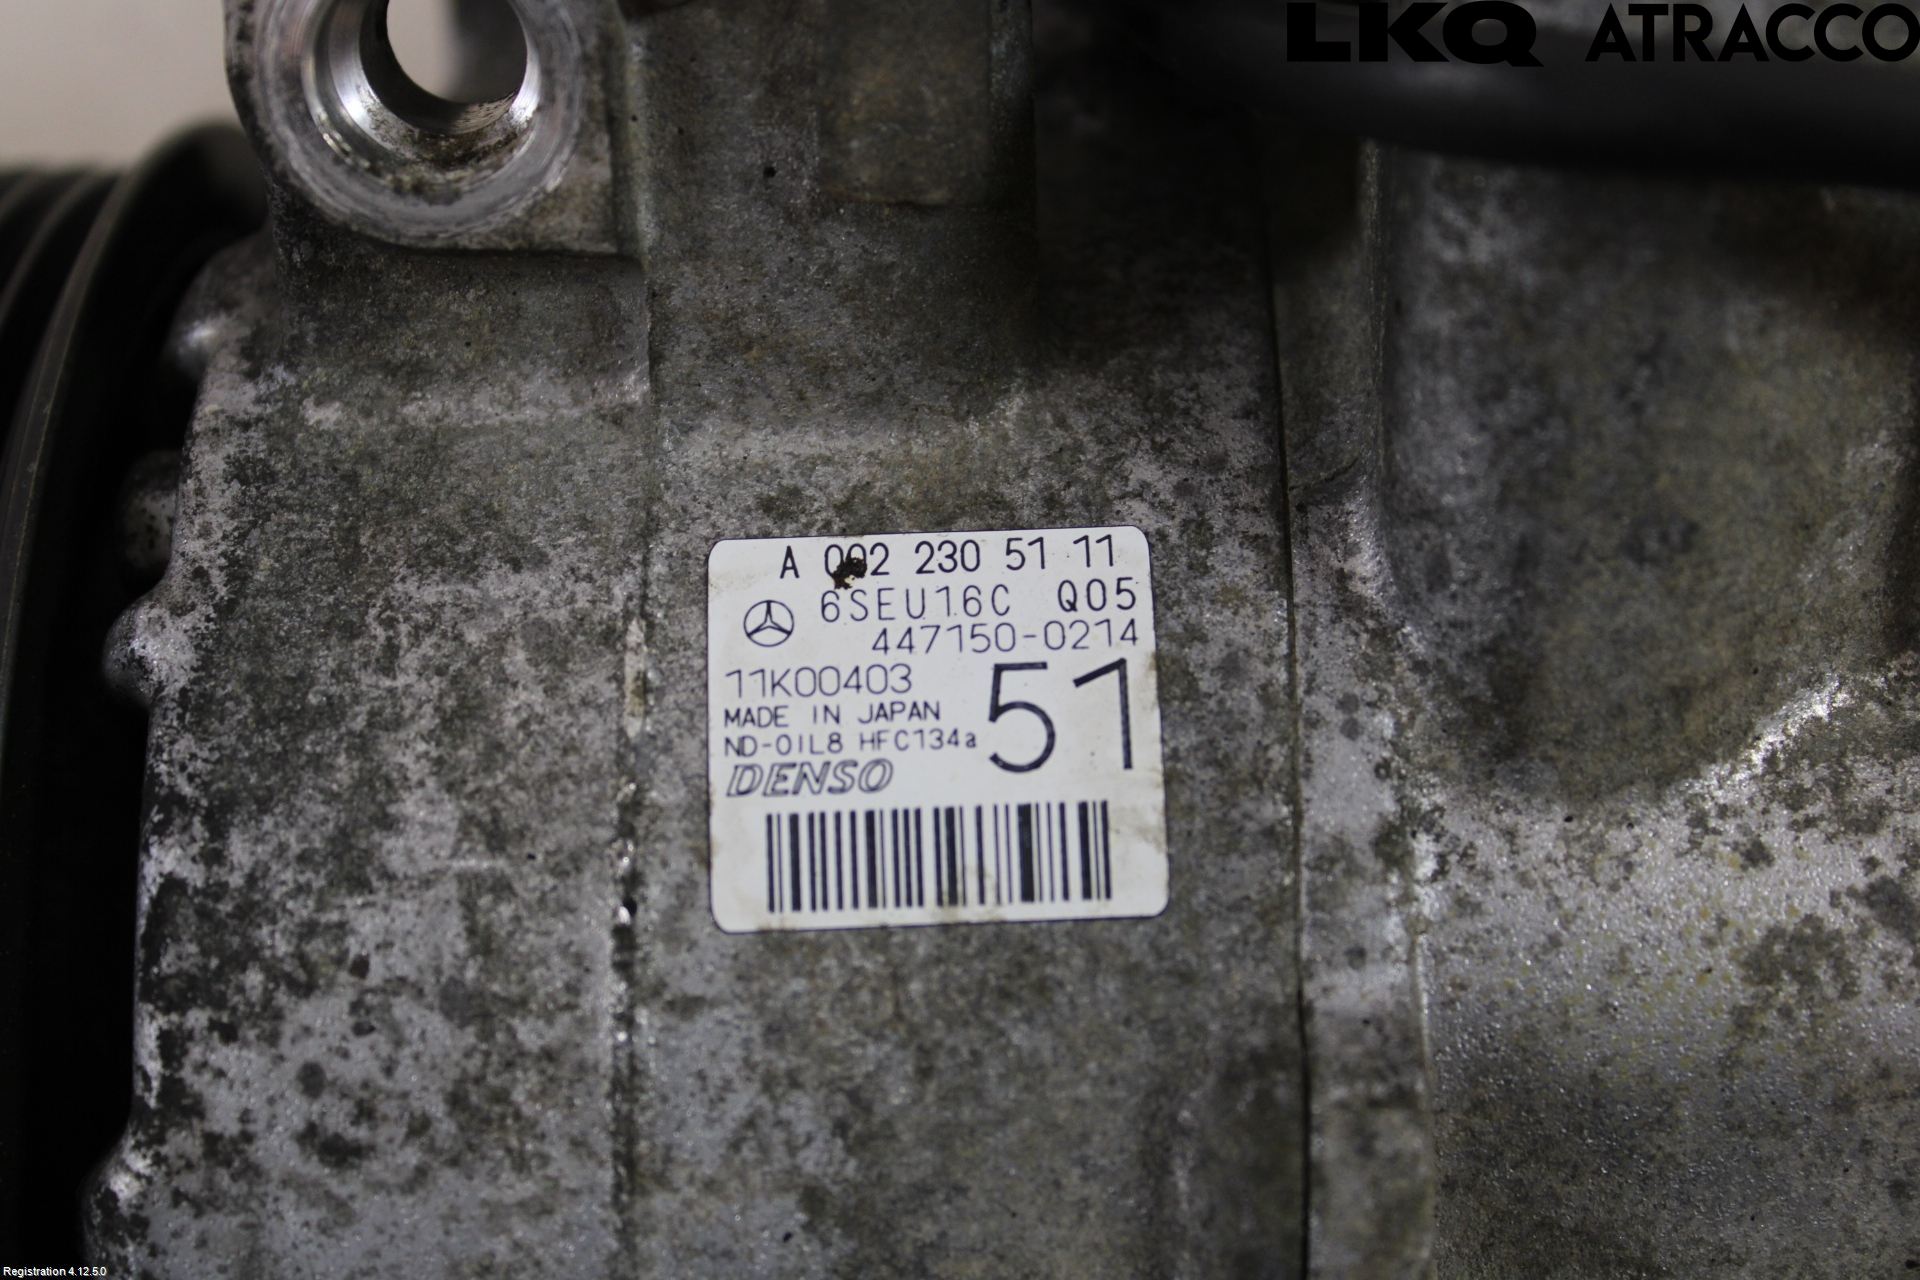 LKQ ATRACCO
A 002 230 51 11
6SEU16C Q05
447150-0214
11K00403
51
MADE IN JAPAN
ND-OIL8 HFC134a
DENSO
Registration 4.12.5.0